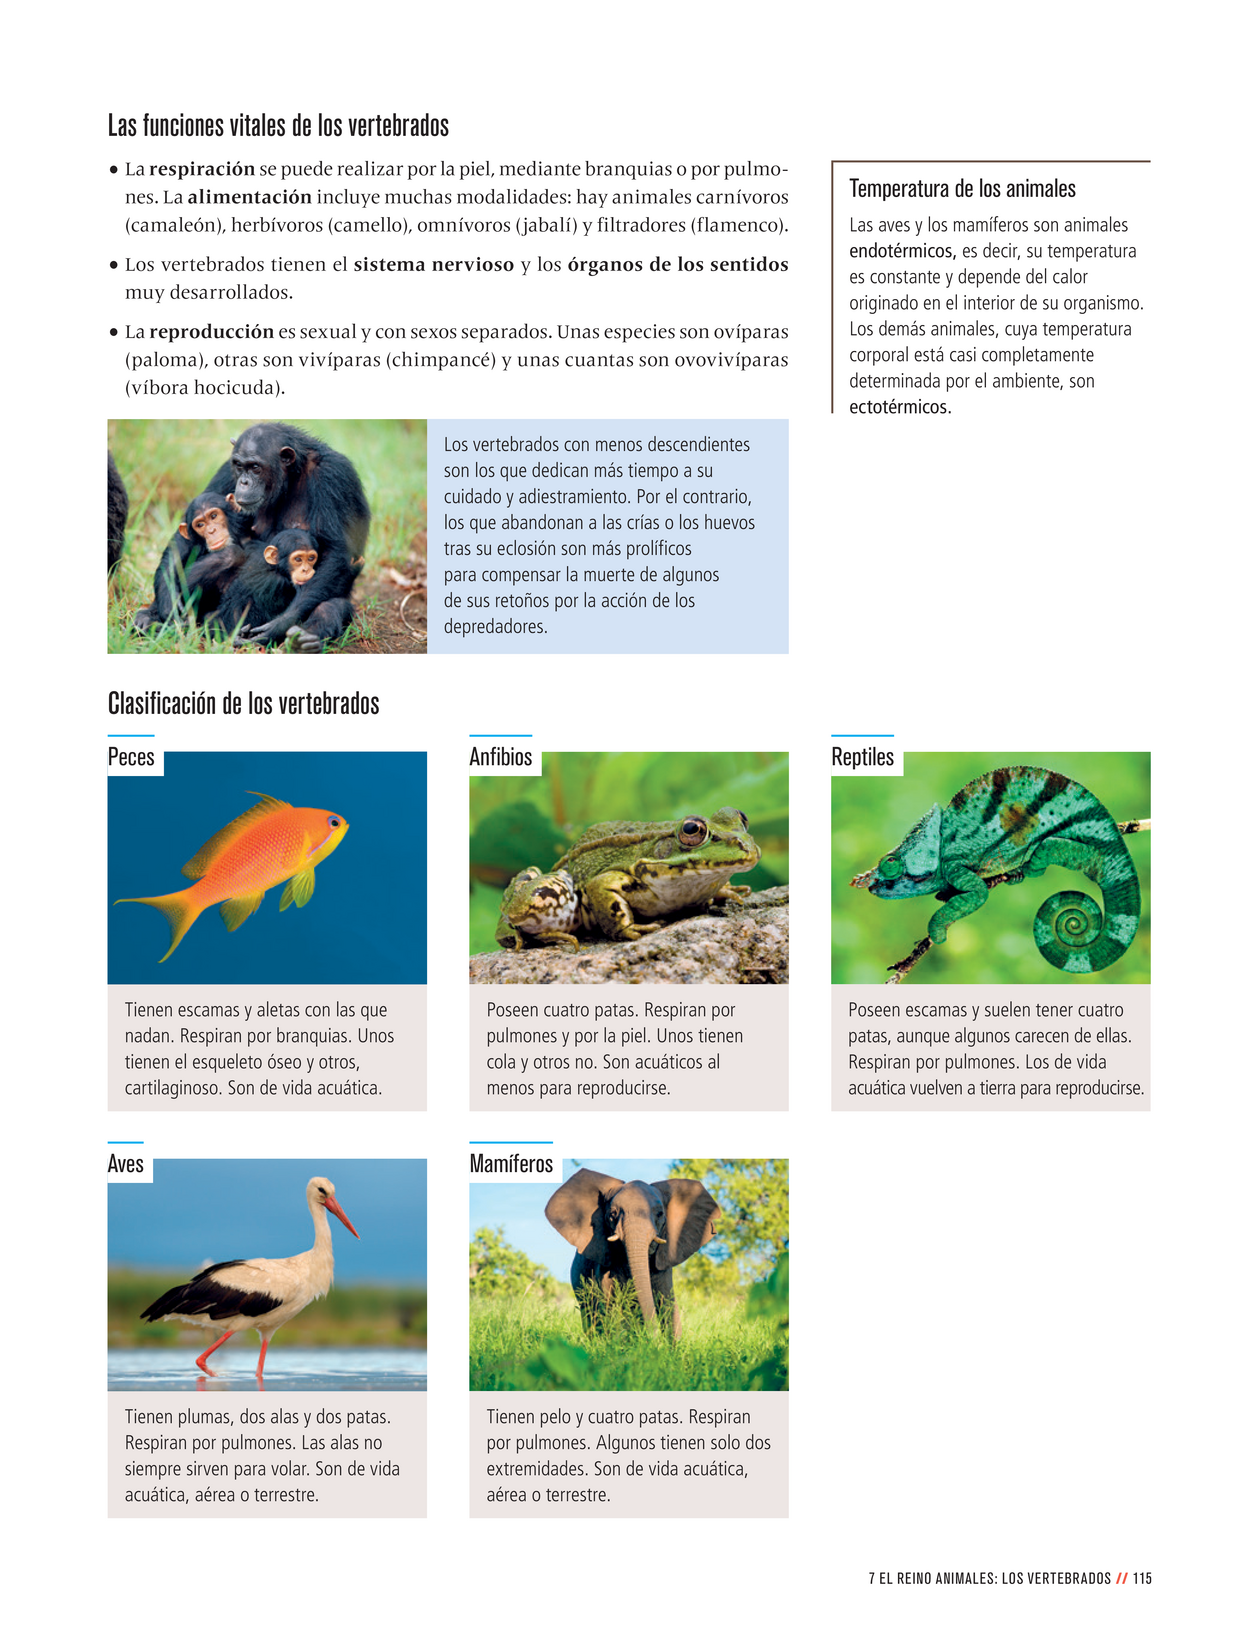 Las funciones vitales de los vertebrados
• La respiración se puede realizar por la piel, mediante branquias o por pulmo-
nes. La alimentación incluye muchas modalidades: hay animales carnívoros
(camaleón), herbívoros (camello), omnívoros (jabalí) y filtradores (flamenco).
• Los vertebrados tienen el sistema nervioso y los órganos de los sentidos
muy desarrollados.
• La reproducción es sexual y con sexos separados. Unas especies son ovíparas
(paloma), otras son vivíparas (chimpancé) y unas cuantas son ovovivíparas
(víbora hocicuda).
Temperatura de los animales
Las aves y los mamíferos son animales
endotérmicos, es decir, su temperatura
es constante y depende del calor
originado en el interior de su organismo.
Los demás animales, cuya temperatura
corporal está casi completamente
determinada por el ambiente, son
ectotérmicos.
Los vertebrados con menos descendientes
son los que dedican más tiempo a su
cuidado y adiestramiento. Por el contrario,
los que abandonan a las crías o los huevos
tras su eclosión son más prolíficos
para compensar la muerte de algunos
de sus retoños por la acción de los
depredadores.
Clasificación de los vertebrados
Peces
Tienen escamas y aletas con las que
nadan. Respiran por branquias. Unos
tienen el esqueleto óseo y otros,
cartilaginoso. Son de vida acuática.
Anfibios
Poseen cuatro patas. Respiran por
pulmones y por la piel. Unos tienen
cola y otros no. Son acuáticos al
menos para reproducirse.
Reptiles
Poseen escamas y suelen tener cuatro
patas, aunque algunos carecen de ellas.
Respiran por pulmones. Los de vida
acuática vuelven a tierra para reproducirse.
Aves
Tienen plumas, dos alas y dos patas.
Respiran por pulmones. Las alas no
siempre sirven para volar. Son de vida
acuática, aérea o terrestre.
Mamíferos
Tienen pelo y cuatro patas. Respiran
por pulmones. Algunos tienen solo dos
extremidades. Son de vida acuática,
aérea o terrestre.
7 EL REINO ANIMALES: LOS VERTEBRADOS // 115